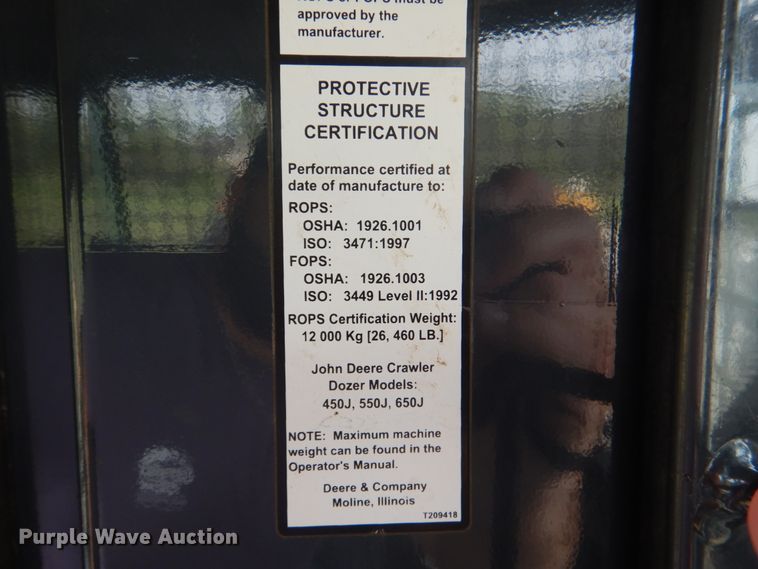 approved by the
manufacturer.
PROTECTIVE
STRUCTURE
CERTIFICATION
Performance certified at
date of manufacture to:
ROPS:
OSHA: 1926.1001
ISO: 3471:1997
FOPS:
OSHA: 1926.1003
ISO: 3449 Level II:1992
ROPS Certification Weight:
12 000 Kg [26, 460 LB.]
John Deere Crawler
Dozer Models:
450J, 550J, 650J
NOTE: Maximum machine
weight can be found in the
Operator's Manual.
Deere & Company
Moline, Illinois
T209418
Purple Wave Auction